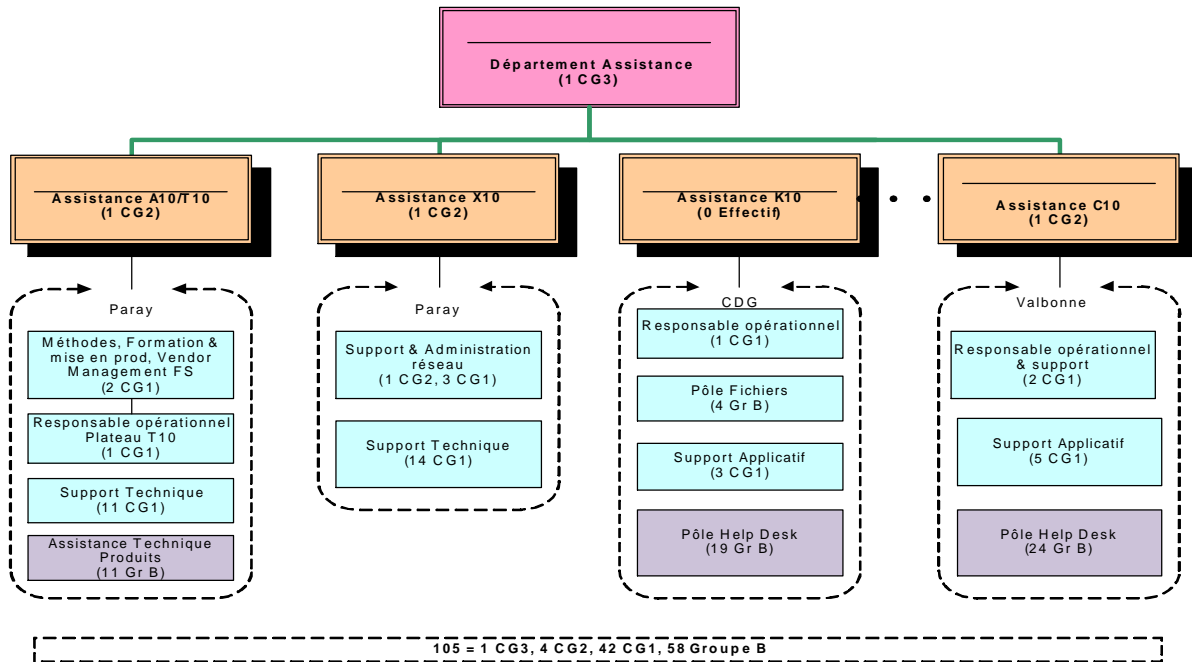 Département Assistance
(1 CG3)
Assistance A10/T10
(1 CG2)
Assistance X10
(1 CG2)
Assistance K10
(0 Effectif)
Assistance C10
(1 CG2)
Paray
Méthodes, Formation &
mise en prod, Vendor
Management FS
(2 CG1)
Responsable opérationnel
Plateau T10
(1 CG1)
Support Technique
(11 CG1)
Assistance Technique
Produits
(11 Gr B)
Paray
Support & Administration
réseau
(1 CG2, 3 CG1)
Support Technique
(14 CG1)
CDG
Responsable opérationnel
(1 CG1)
Pôle Fichiers
(4 Gr B)
Support Applicatif
(3 CG1)
Pôle Help Desk
(19 Gr B)
Valbonne
Responsable opérationnel
& support
(2 CG1)
Support Applicatif
(5 CG1)
Pôle Help Desk
(24 Gr B)
105 = 1 CG3, 4 CG2, 42 CG1, 58 Groupe B